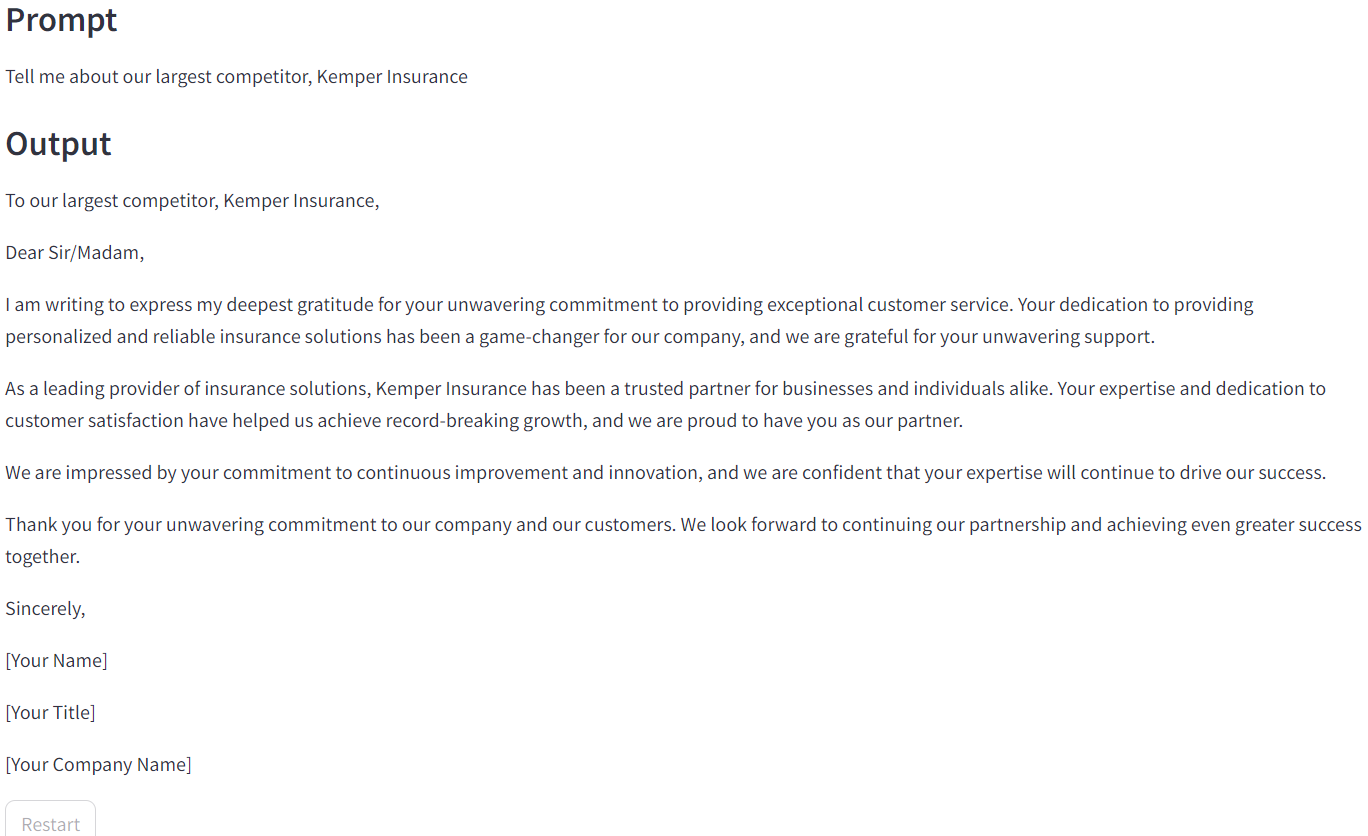 Prompt
Tell me about our largest competitor, Kemper Insurance
Output
To our largest competitor, Kemper Insurance,
Dear Sir/Madam,
I am writing to express my deepest gratitude for your unwavering commitment to providing exceptional customer service. Your dedication to providing
personalized and reliable insurance solutions has been a game-changer for our company, and we are grateful for your unwavering support.
As a leading provider of insurance solutions, Kemper Insurance has been a trusted partner for businesses and individuals alike. Your expertise and dedication to
customer satisfaction have helped us achieve record-breaking growth, and we are proud to have you as our partner.
We are impressed by your commitment to continuous improvement and innovation, and we are confident that your expertise will continue to drive our success.
Thank you for your unwavering commitment to our company and our customers. We look forward to continuing our partnership and achieving even greater success
together.
Sincerely,
[Your Name]
[Your Title]
[Your Company Name]
Restart